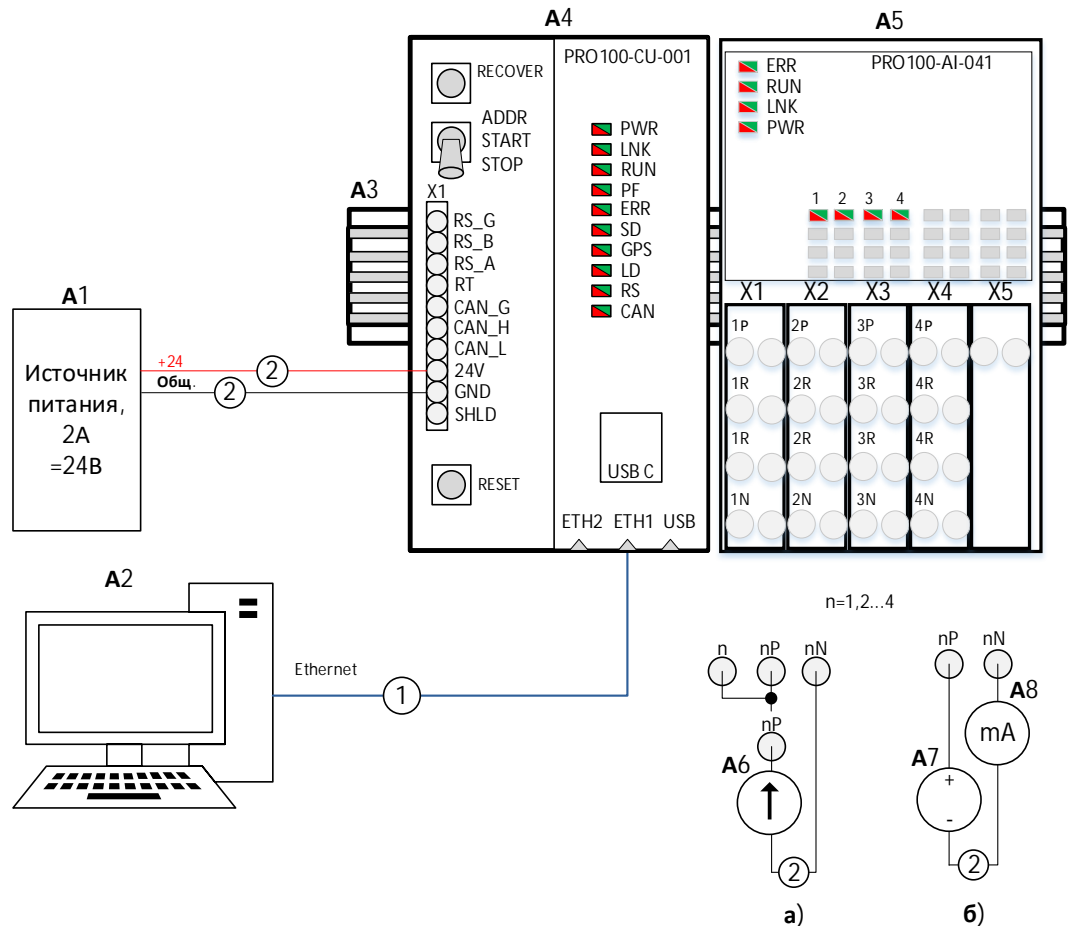 A4
A5
RECOVER
ADDR
START
STOP
X1
RS_G
RS_B
RS_A
RT
CAN_G
CAN_H
CAN_L
24V
GND
SHLD
RESET
PRO100-CU-001
PWR
LNK
RUN
PF
ERR
SD
GPS
LD
RS
CAN
USB C
ETH2 ETH1 USB
PRO100-AI-041
ERR
RUN
LNK
PWR
1 2 3 4
X1 X2 X3 X4 X5
1P 2P 3P 4P
1R 2R 3R 4R
1R 2R 3R 4R
1N 2N 3N 4N
A3
A1
Источник
питания,
2А
=24В
+24
Общ.
2
2
A2
Ethernet
1
n=1,2...4
n nP nN
nP
A6
2
а)
nP nN
A8
mA
A7
+
-
2
б)